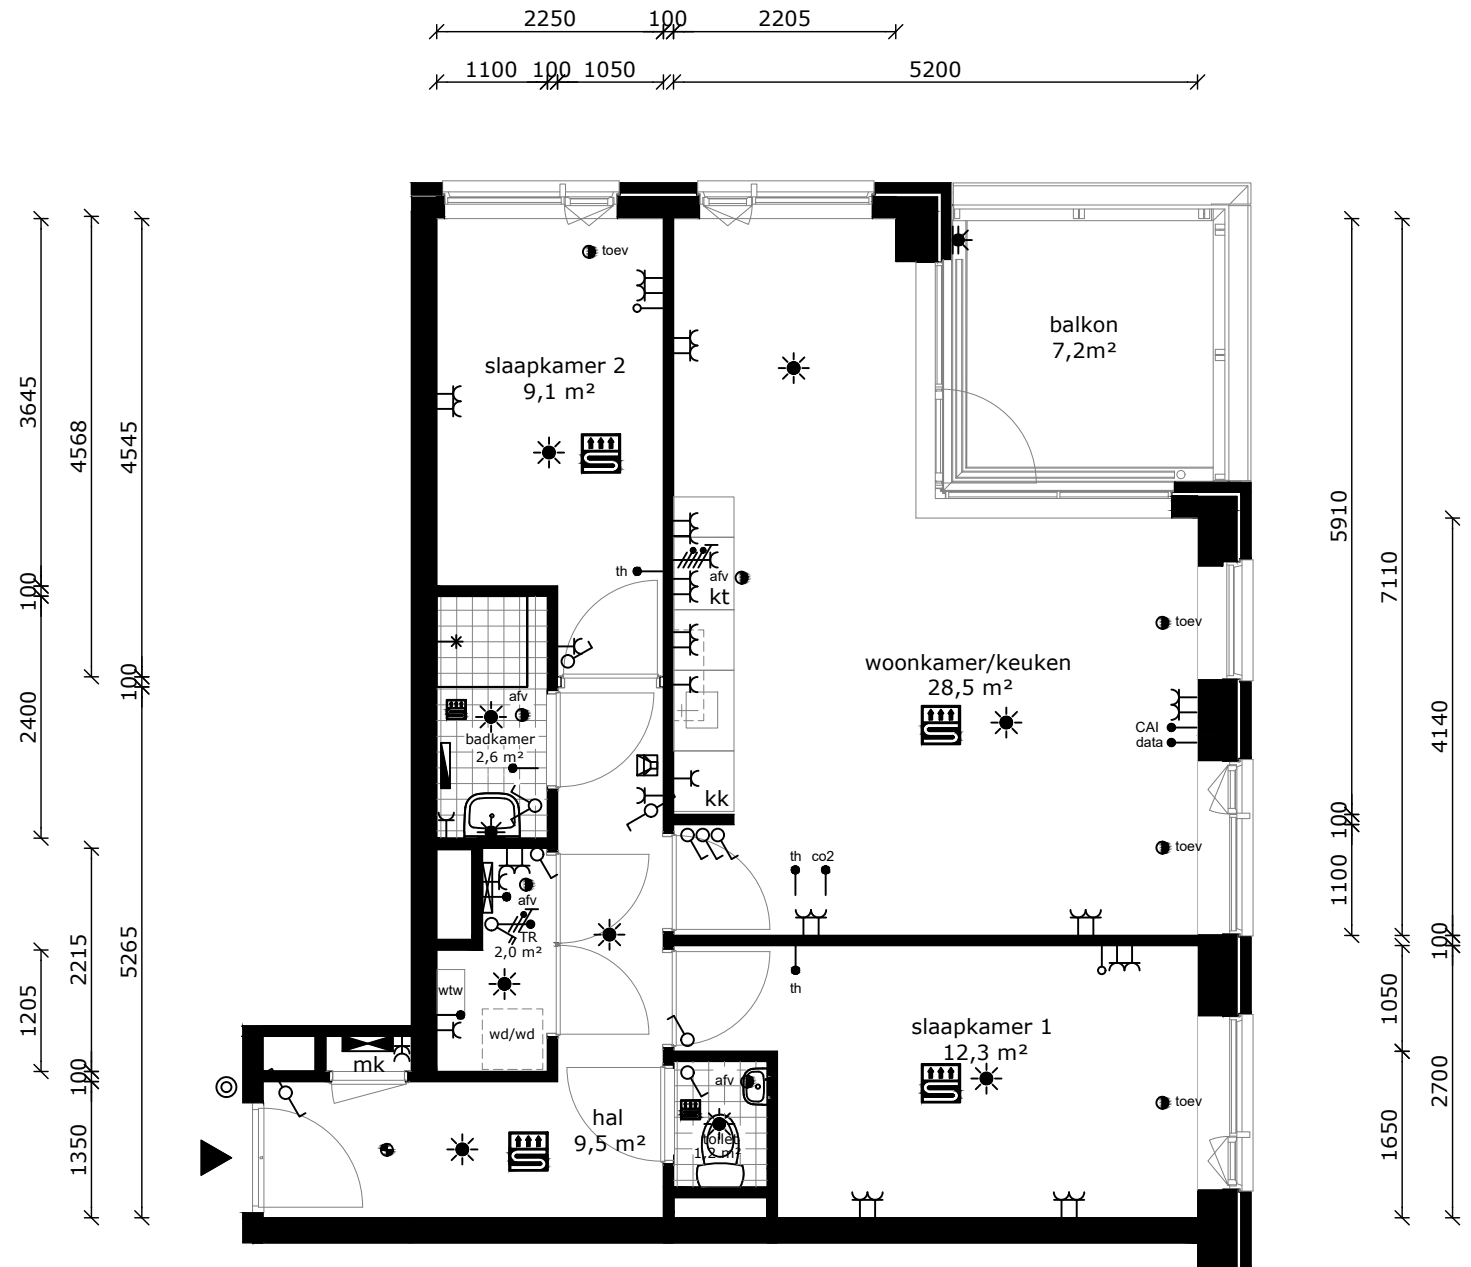 2250
100
2205
1100
100
1050
5200
toev
balkon
7,2m²
slaapkamer 2
9,1 m²
3645
4568
4545
5910
7110
th
afv
kt
100
toev
woonkamer/keuken
28,5 m²
100
afv
badkamer
2,6 m²
2400
CAI
data
4140
kk
100
toev
th
co2
1100
afv
TR
2,0 m²
2215
5265
100
wtw
th
1205
wd/wd
1050
slaapkamer 1
12,3 m²
mk
100
afv
toev
2700
hal
9,5 m²
toilet
1,2 m²
1350
1650